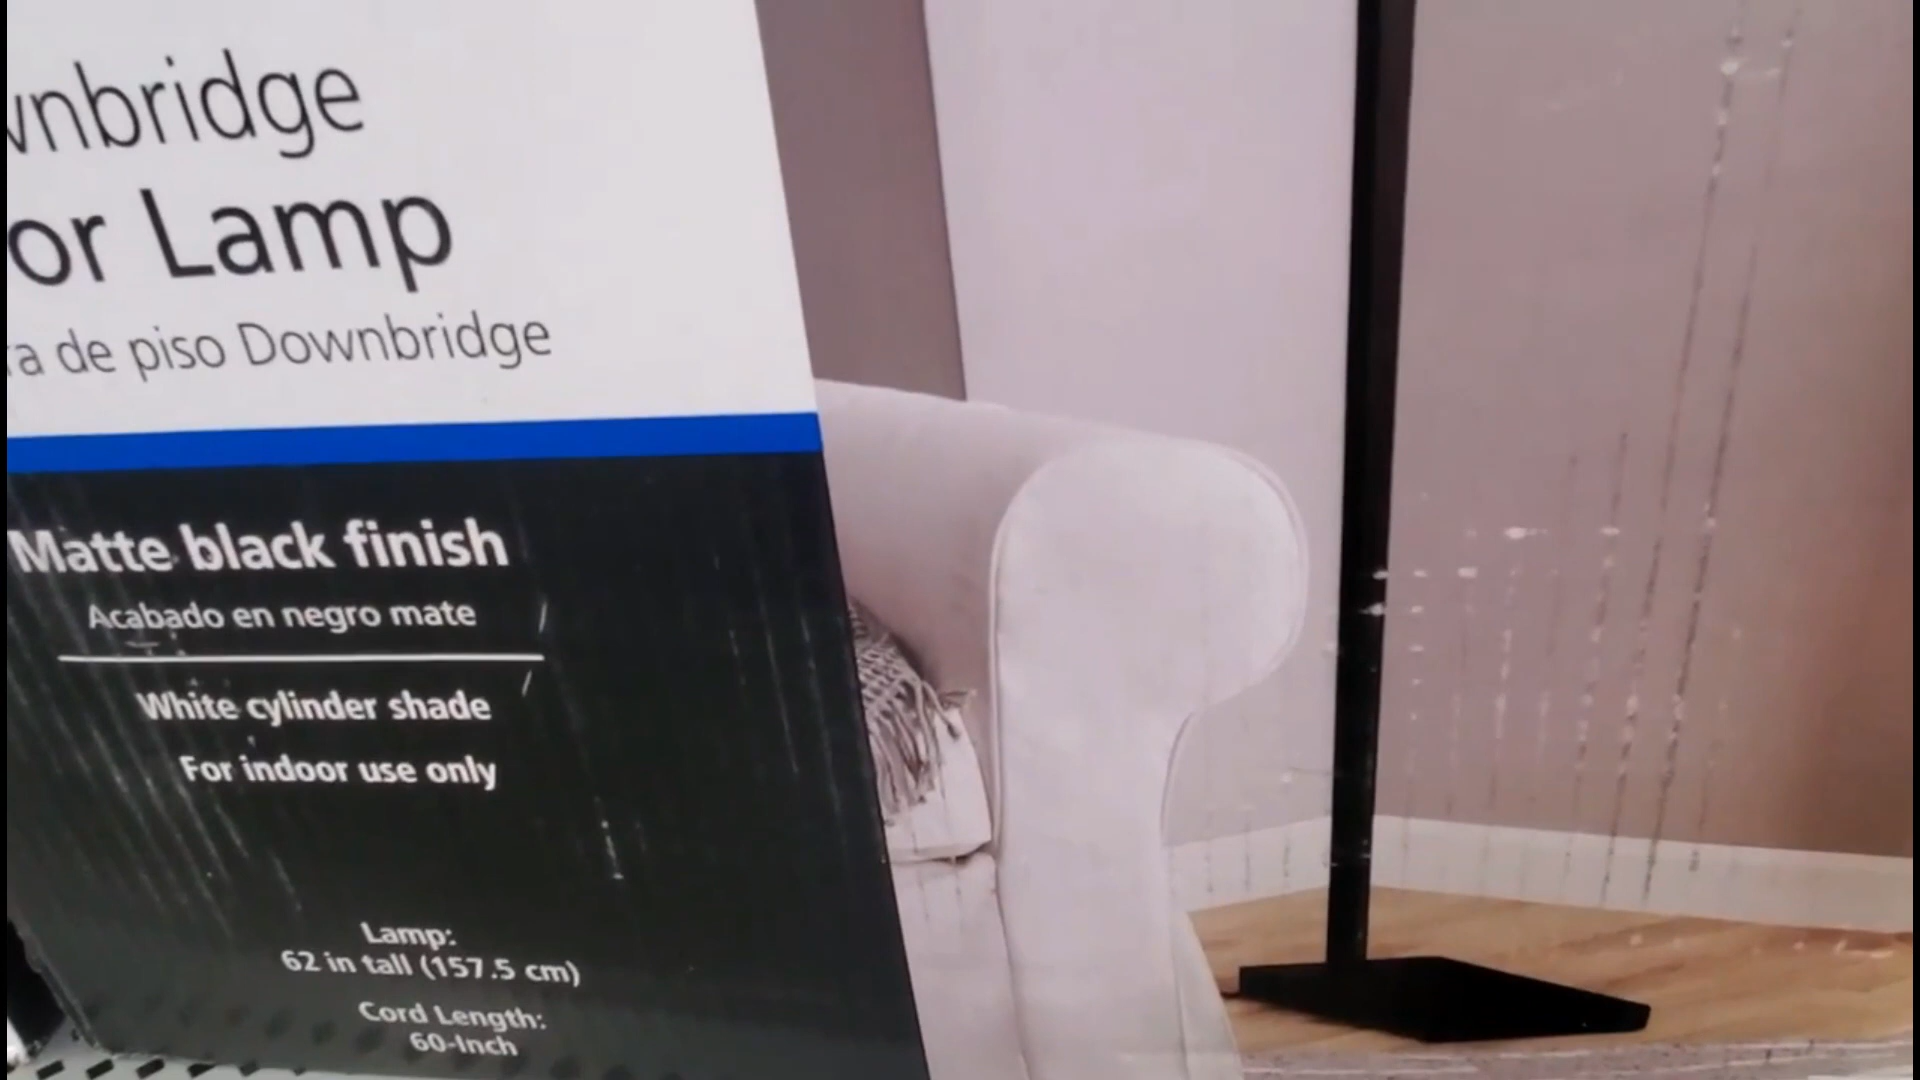 wnbridge
or Lamp
ra de piso Downbridge
Matte black finish
Acabado en negro mate
White cylinder shade
For indoor use only
Lamp:
62 in tall (157.5 cm)
Cord Length:
60-Inch